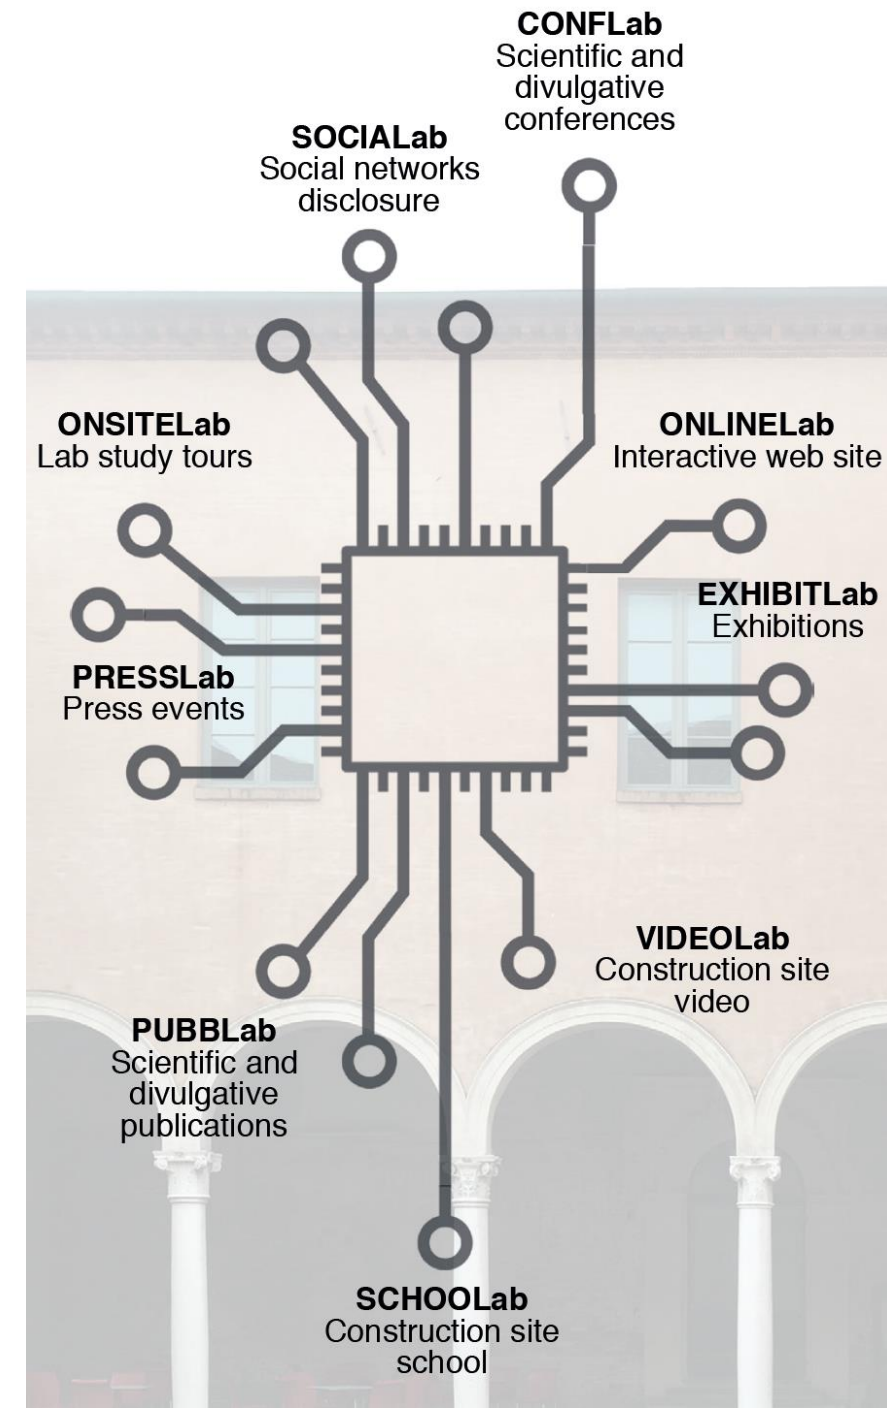 CONFLab
Scientific and
divulgative
conferences
SOCIALab
Social networks
disclosure
ONSITELab
Lab study tours
ONLINELab
Interactive web site
EXHIBITLab
Exhibitions
PRESSLab
Press events
VIDEOLab
Construction site
video
PUBBLab
Scientific and
divulgative
publications
SCHOOLab
Construction site
school